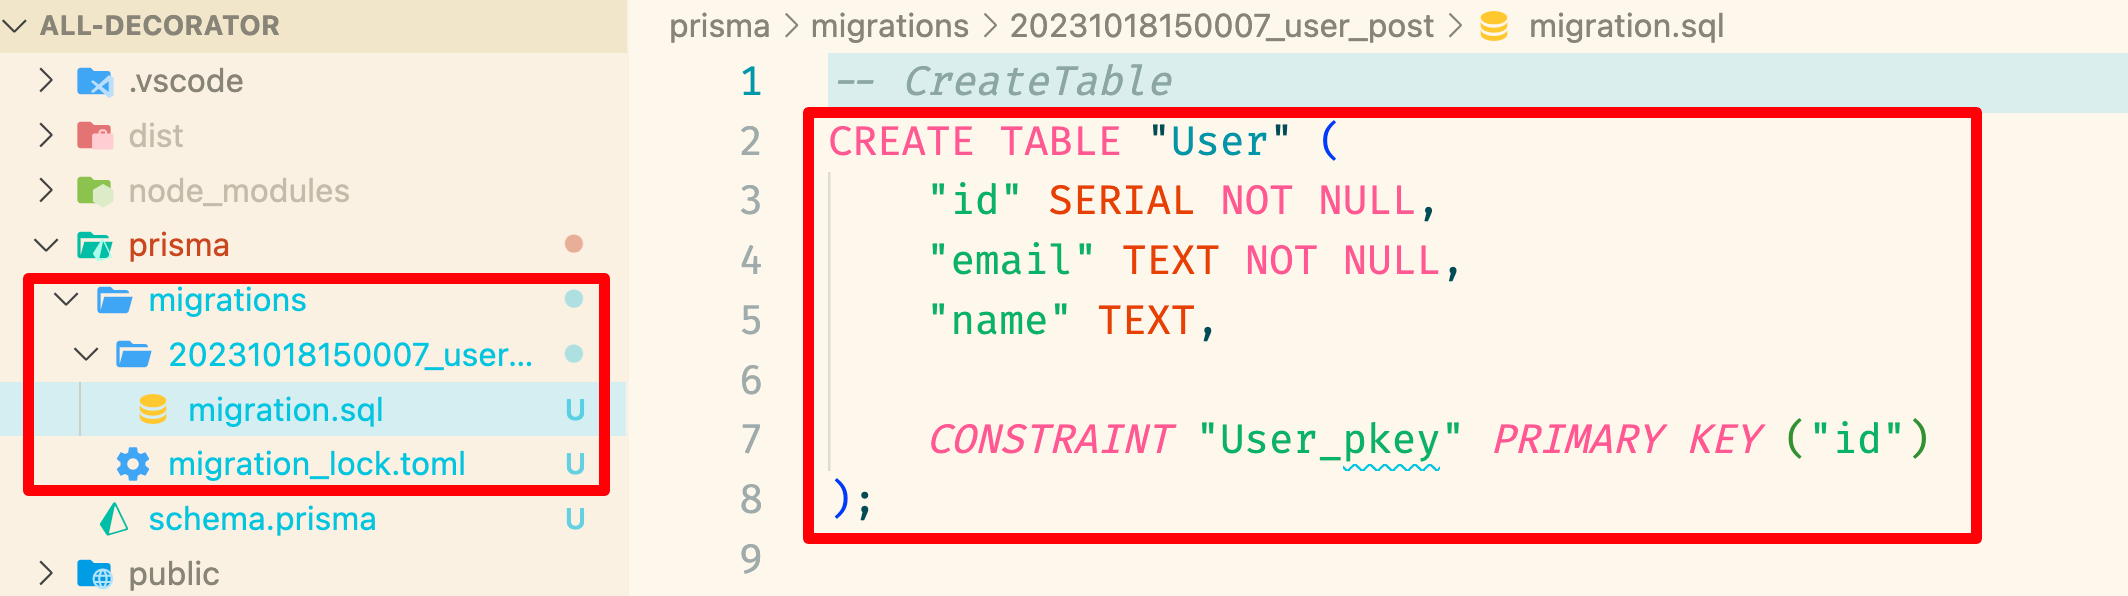 ALL-DECORATOR
.vscode
dist
node_modules
prisma
migrations
20231018150007_user...
migration.sql U
migration_lock.toml U
schema.prisma U
public
prisma > migrations > 20231018150007_user_post > migration.sql
1 -- CreateTable
2 CREATE TABLE "User" (
3 "id" SERIAL NOT NULL,
4 "email" TEXT NOT NULL,
5 "name" TEXT,
6
7 CONSTRAINT "User_pkey" PRIMARY KEY ("id")
8 );
9